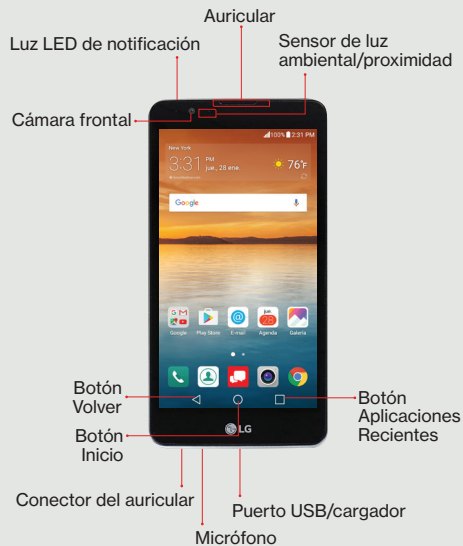 Auricular
Luz LED de notificación
Sensor de luz
ambiental/proximidad
Cámara frontal
100% 2:31 PM
New York
3:31 PM
jue., 28 ene.
76°F
Google
Google
Play Store
E-mail
jue
28
Agenda
Galería
Botón
Volver
Botón
Aplicaciones
Recientes
Botón
Inicio
LG
Conector del auricular
Puerto USB/cargador
Micrófono